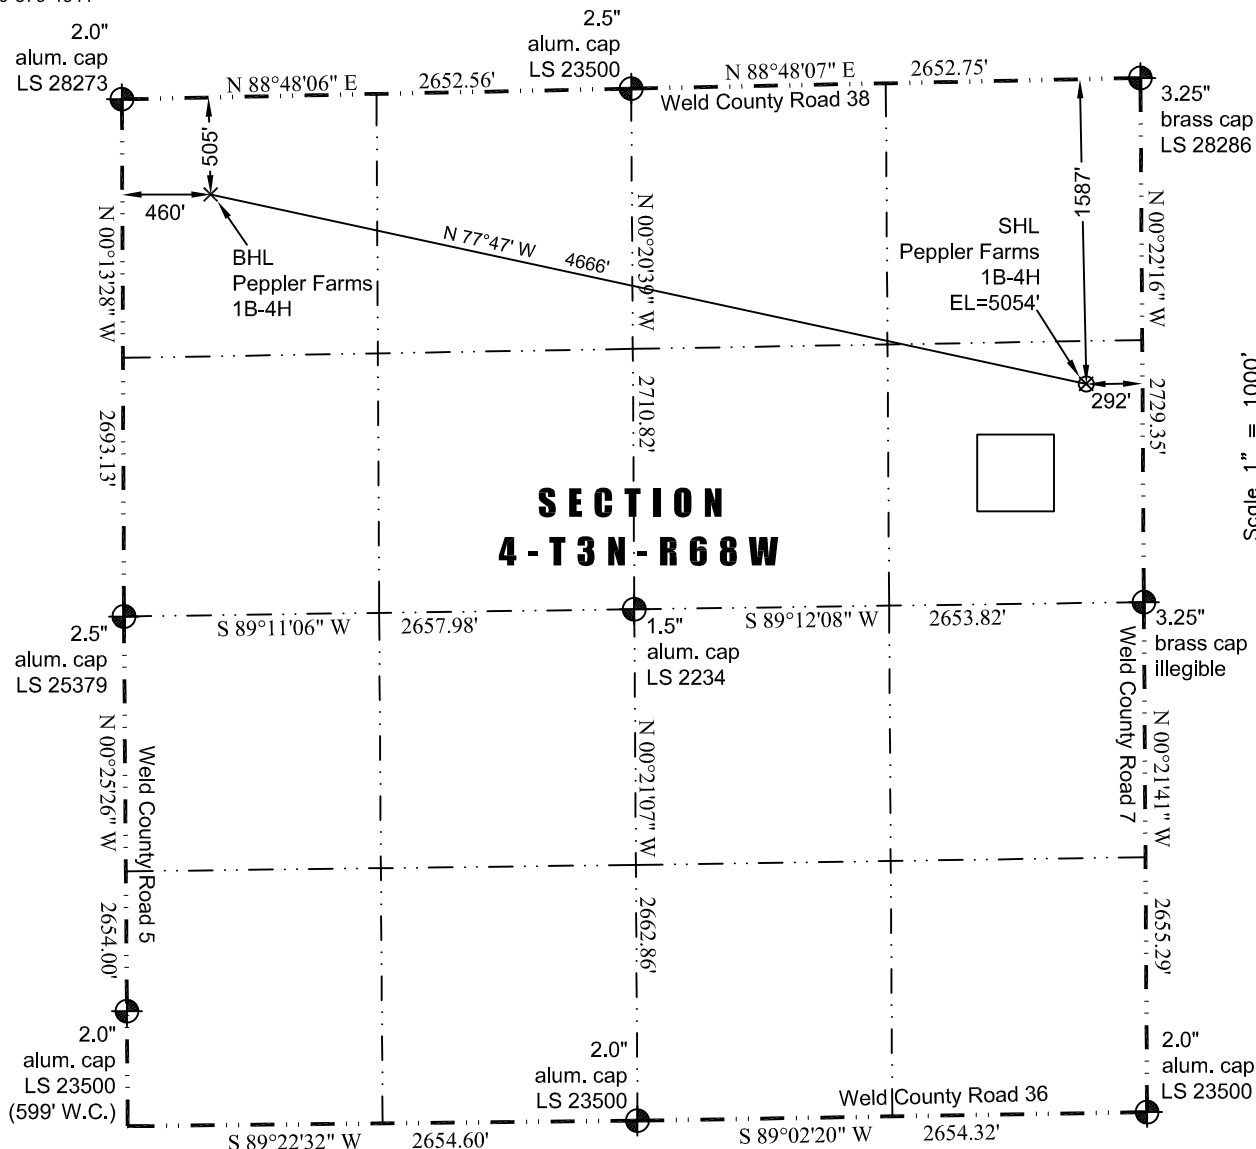 2.0"
alum. cap
LS 28273
2.5"
alum. cap
LS 23500
N 88°48'06" E
2652.56'
N 88°48'07" E
2652.75'
Weld County Road 38
3.25"
brass cap
LS 28286
505'
460'
1587'
N 00°13'28" W
BHL
Peppler Farms
1B-4H
N 77°47' W
4666'
N 00°20'39" W
SHL
Peppler Farms
1B-4H
EL=5054'
N 00°22'16" W
292'
2693.13'
2710.82'
2729.35'
Scale 1" = 1000'
SECTION
4-T3N-R68W
2.5"
alum. cap
LS 25379
S 89°11'06" W
2657.98'
1.5"
alum. cap
LS 2234
S 89°12'08" W
2653.82'
3.25"
brass cap
illegible
Weld County Road 7
N 00°25'26" W
Weld County Road 5
N 00°21'07" W
N 00°21'41" W
2654.00'
2662.86'
2655.29'
2.0"
alum. cap
LS 23500
(599' W.C.)
2.0"
alum. cap
LS 23500
Weld County Road 36
2.0"
alum. cap
LS 23500
S 89°22'32" W
2654.60'
S 89°02'20" W
2654.32'